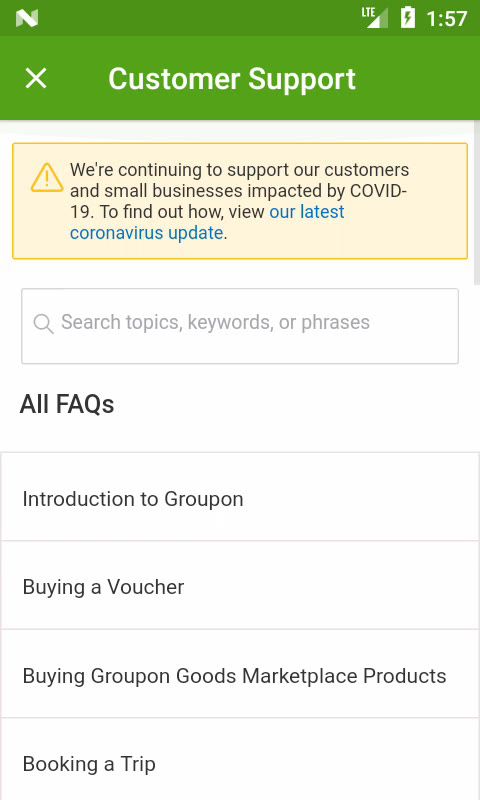 LTE
1:57
Customer Support
We're continuing to support our customers
and small businesses impacted by COVID-
19. To find out how, view our latest
coronavirus update.
Search topics, keywords, or phrases
All FAQs
Introduction to Groupon
Buying a Voucher
Buying Groupon Goods Marketplace Products
Booking a Trip